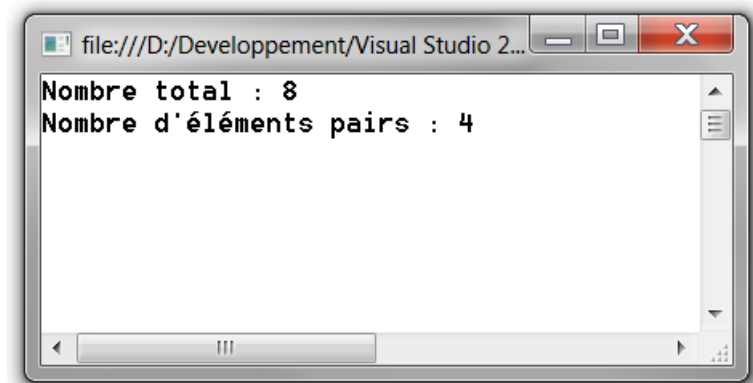 file:///D:/Developpement/Visual Studio 2...
Nombre total : 8
Nombre d'éléments pairs : 4